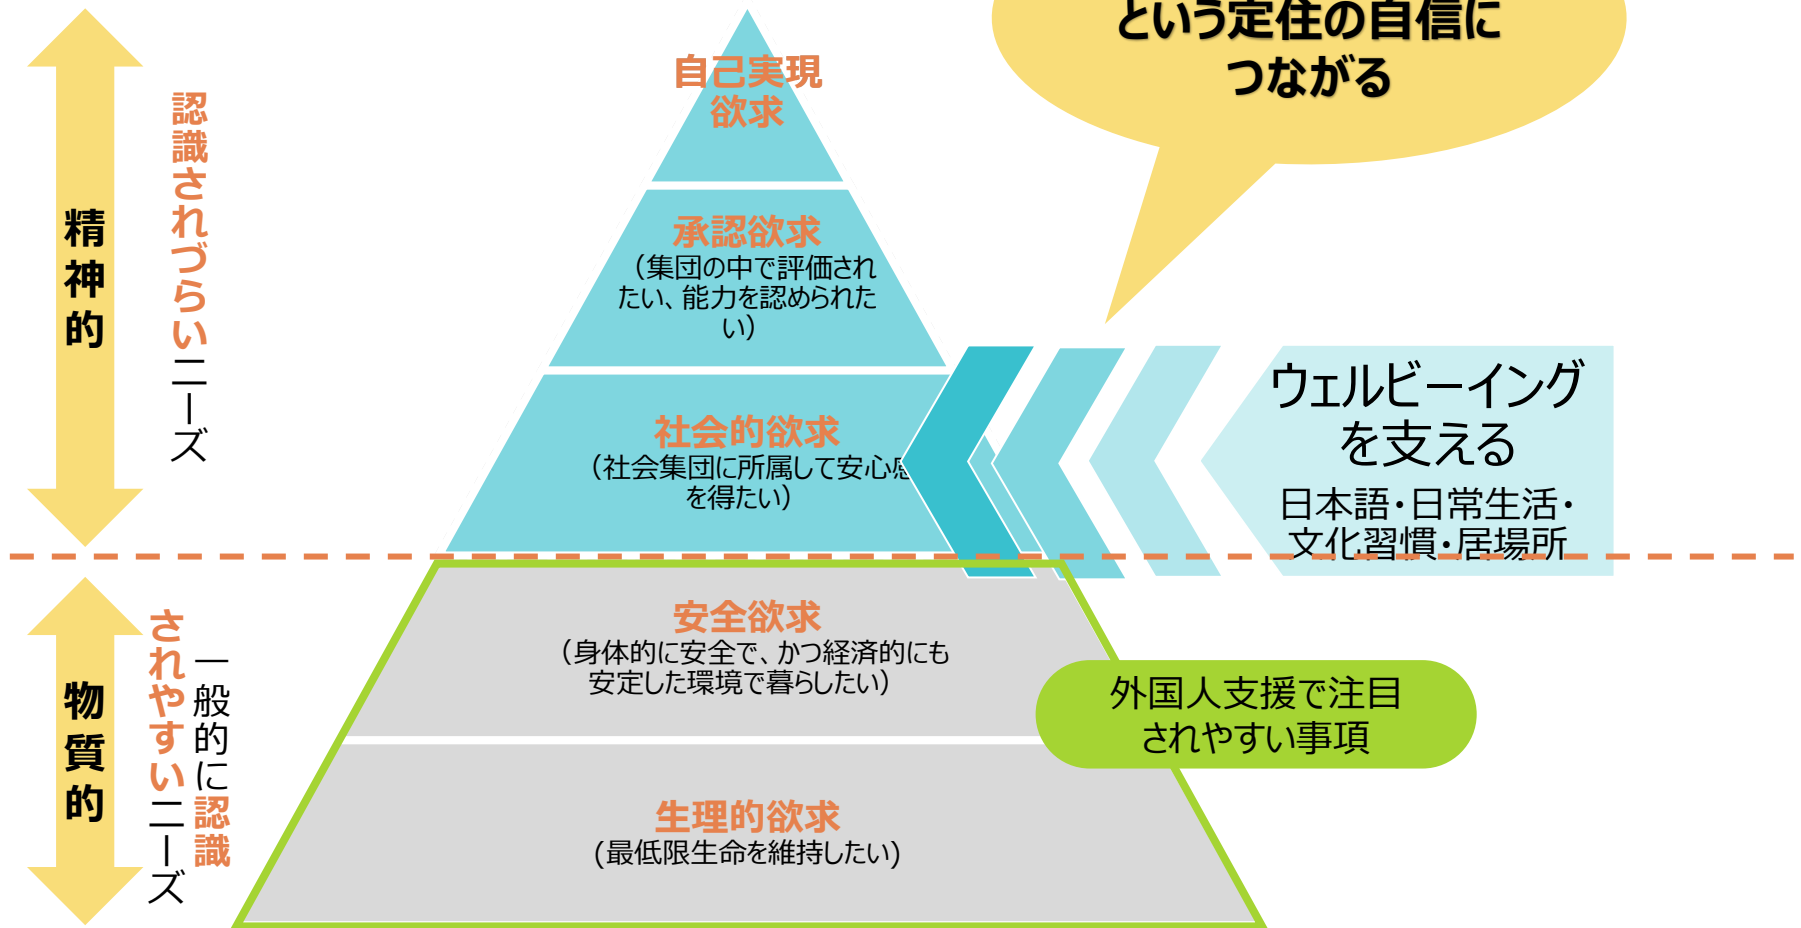 という定住の自信に
つながる
自己実現
欲求
認識されづらいニーズ
精神的
承認欲求
（集団の中で評価され
たい、能力を認められた
い）
ウェルビーイング
を支える
日本語・日常生活・
文化習慣・居場所
社会的欲求
（社会集団に所属して安心感
を得たい）
安全欲求
（身体的に安全で、かつ経済的にも
安定した環境で暮らしたい）
一般的に認識
されやすいニーズ
物質的
外国人支援で注目
されやすい事項
生理的欲求
(最低限生命を維持したい)